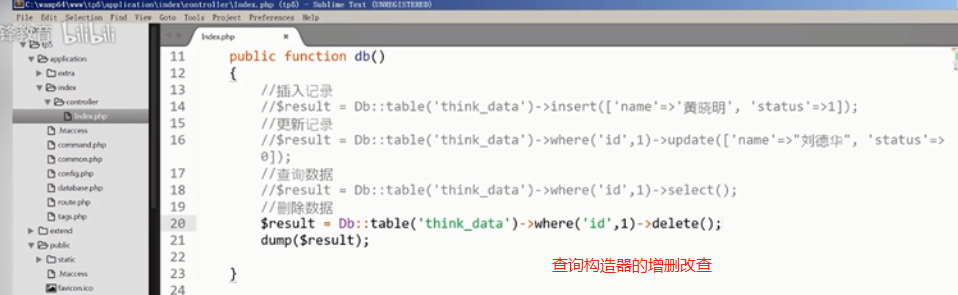 C:\wamp64\www\tp5\application\index\controller\Index.php (tp5) - Sublime Text (UNREGISTERED)
File Edit Selection Find View Goto Tools Project Preferences Help
锋教育 bilibili
tp5
application
extra
index
controller
Index.php
.htaccess
command.php
common.php
config.php
database.php
route.php
tags.php
extend
public
static
.htaccess
favicon.ico
Index.php ×
11 public function db()
12 {
13 //插入记录
14 //$result = Db::table('think_data')->insert(['name'=>'黄晓明', 'status'=>1]);
15 //更新记录
16 //$result = Db::table('think_data')->where('id',1)->update(['name'=>"刘德华", 'status'=>
0]);
17 //查询数据
18 //$result = Db::table('think_data')->where('id',1)->select();
19 //删除数据
20 $result = Db::table('think_data')->where('id',1)->delete();
21 dump($result);
22
23 }
24
查询构造器的增删改查